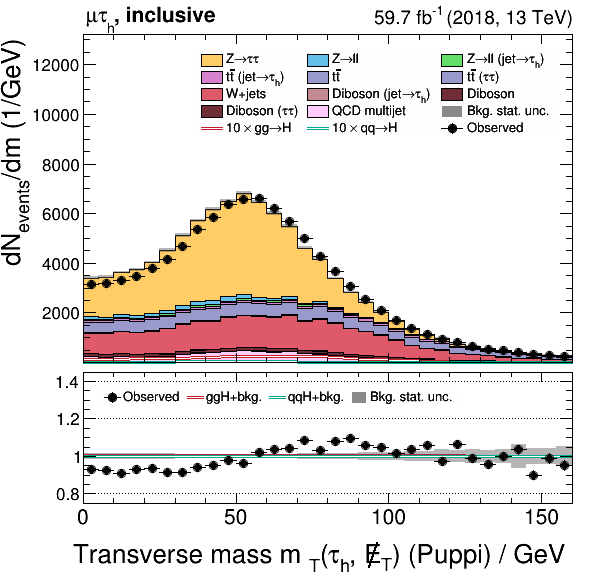 μτh, inclusive 59.7 fb⁻¹ (2018, 13 TeV)
dN_events/dm (1/GeV)
12000
10000
8000
6000
4000
2000
Z→ττ Z→ll Z→ll (jet→τh)
tt̄ (jet→τh) tt̄ tt̄ (ττ)
W+jets Diboson (jet→τh) Diboson
Diboson (ττ) QCD multijet Bkg. stat. unc.
10 × gg→H 10 × qq→H Observed
1.4
1.2
1
0.8
Observed ggH+bkg. qqH+bkg. Bkg. stat. unc.
0 50 100 150
Transverse mass m_T(τh, E̸_T) (Puppi) / GeV